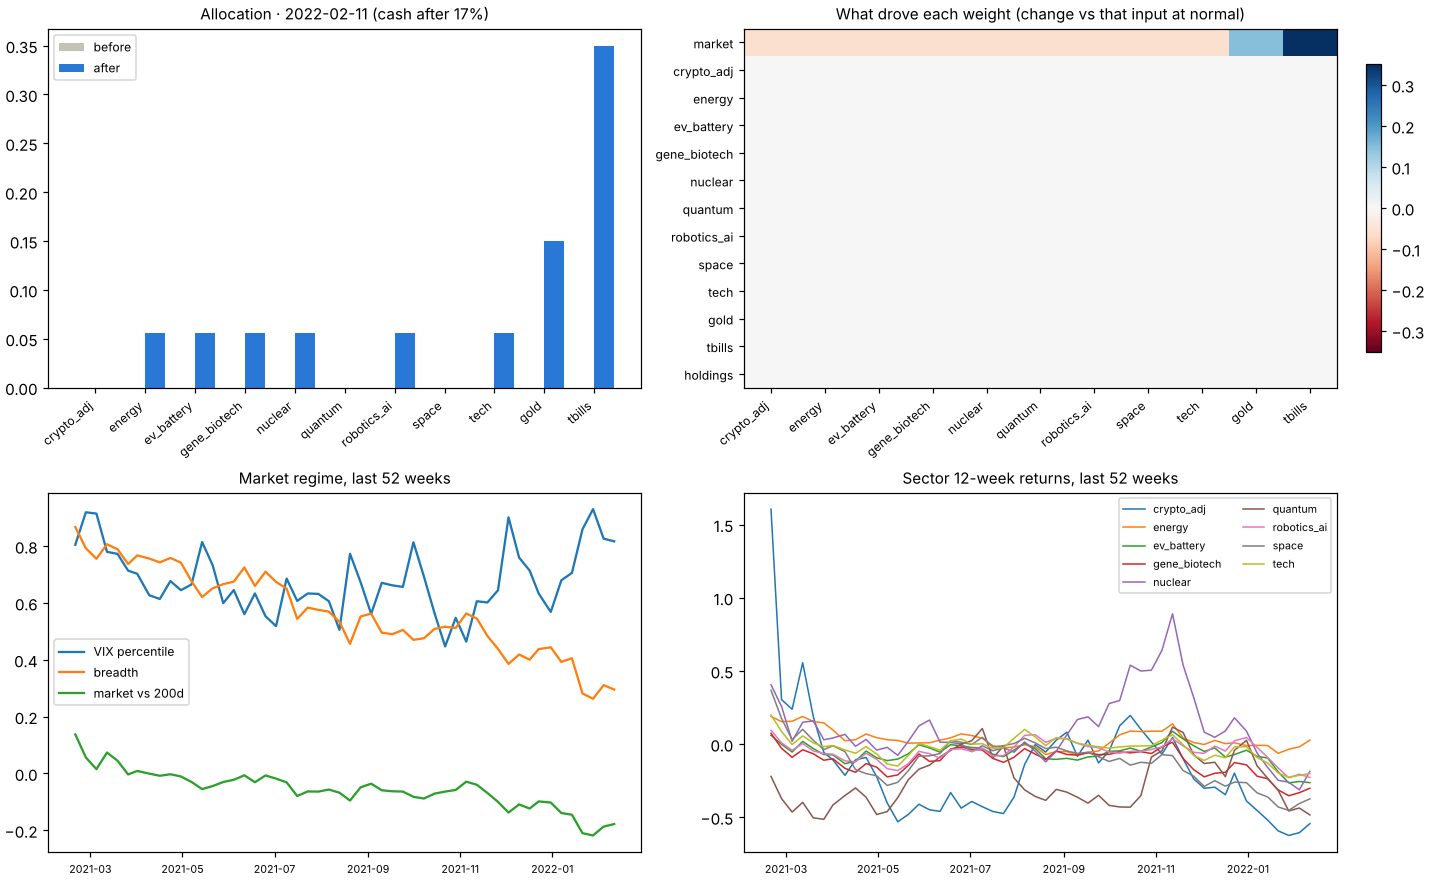 Allocation · 2022-02-11 (cash after 17%)
before
after
0.35
0.30
0.25
0.20
0.15
0.10
0.05
0.00
crypto_adj
energy
ev_battery
gene_biotech
nuclear
quantum
robotics_ai
space
tech
gold
tbills
What drove each weight (change vs that input at normal)
market
crypto_adj
energy
ev_battery
gene_biotech
nuclear
quantum
robotics_ai
space
tech
gold
tbills
holdings
crypto_adj
energy
ev_battery
gene_biotech
nuclear
quantum
robotics_ai
space
tech
gold
tbills
0.3
0.2
0.1
0.0
−0.1
−0.2
−0.3
Market regime, last 52 weeks
0.8
0.6
0.4
0.2
0.0
−0.2
VIX percentile
breadth
market vs 200d
2021-03
2021-05
2021-07
2021-09
2021-11
2022-01
Sector 12-week returns, last 52 weeks
1.5
1.0
0.5
0.0
−0.5
crypto_adj
energy
ev_battery
gene_biotech
nuclear
quantum
robotics_ai
space
tech
2021-03
2021-05
2021-07
2021-09
2021-11
2022-01